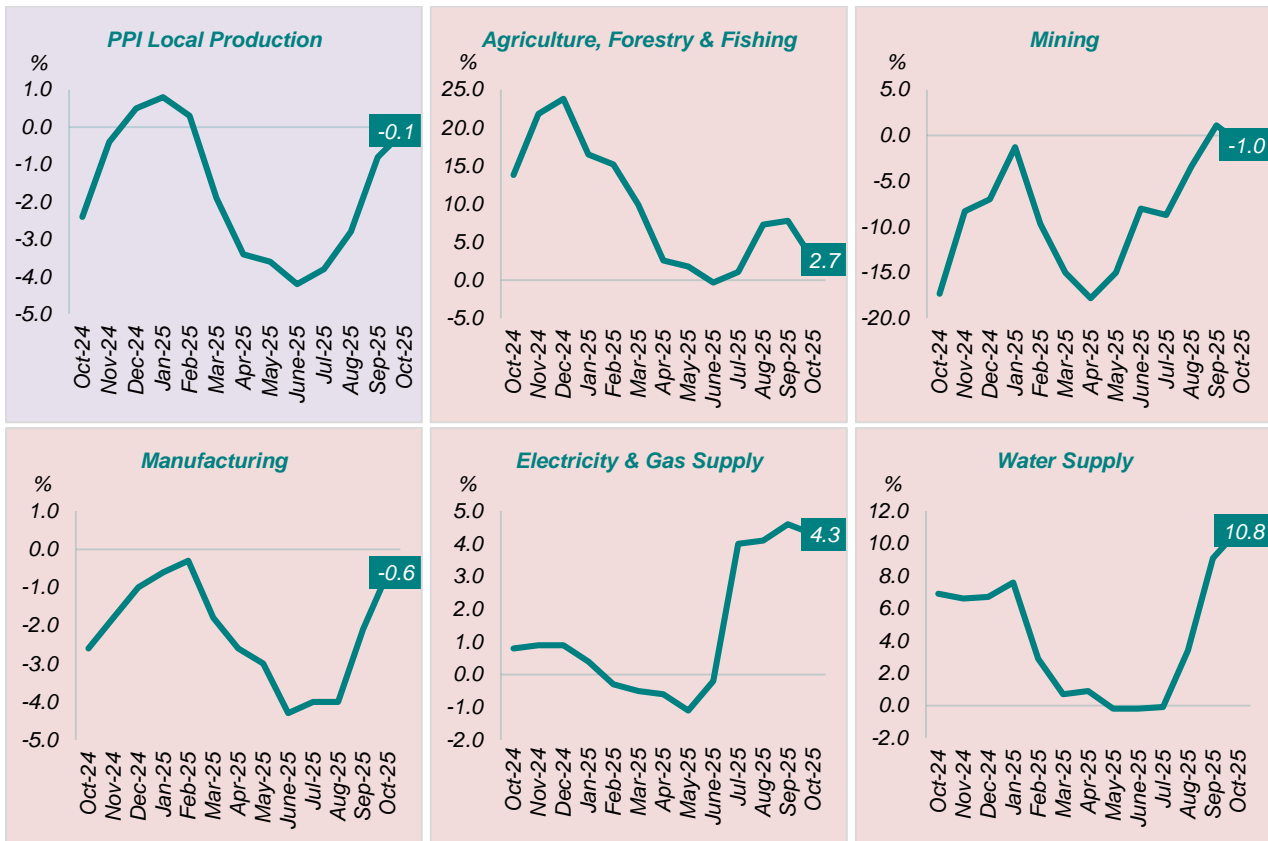 PPI Local Production
%
1.0
0.0
-1.0
-2.0
-3.0
-4.0
-5.0
-0.1
Oct-24
Nov-24
Dec-24
Jan-25
Feb-25
Mar-25
Apr-25
May-25
June-25
Jul-25
Aug-25
Sep-25
Oct-25
Agriculture, Forestry & Fishing
%
25.0
20.0
15.0
10.0
5.0
0.0
-5.0
2.7
Oct-24
Nov-24
Dec-24
Jan-25
Feb-25
Mar-25
Apr-25
May-25
June-25
Jul-25
Aug-25
Sep-25
Oct-25
Mining
%
5.0
0.0
-5.0
-10.0
-15.0
-20.0
-1.0
Oct-24
Nov-24
Dec-24
Jan-25
Feb-25
Mar-25
Apr-25
May-25
June-25
Jul-25
Aug-25
Sep-25
Oct-25
Manufacturing
%
1.0
0.0
-1.0
-2.0
-3.0
-4.0
-5.0
-0.6
Oct-24
Nov-24
Dec-24
Jan-25
Feb-25
Mar-25
Apr-25
May-25
June-25
Jul-25
Aug-25
Sep-25
Oct-25
Electricity & Gas Supply
%
5.0
4.0
3.0
2.0
1.0
0.0
-1.0
-2.0
4.3
Oct-24
Nov-24
Dec-24
Jan-25
Feb-25
Mar-25
Apr-25
May-25
June-25
Jul-25
Aug-25
Sep-25
Oct-25
Water Supply
%
12.0
10.0
8.0
6.0
4.0
2.0
0.0
-2.0
10.8
Oct-24
Nov-24
Dec-24
Jan-25
Feb-25
Mar-25
Apr-25
May-25
June-25
Jul-25
Aug-25
Sep-25
Oct-25